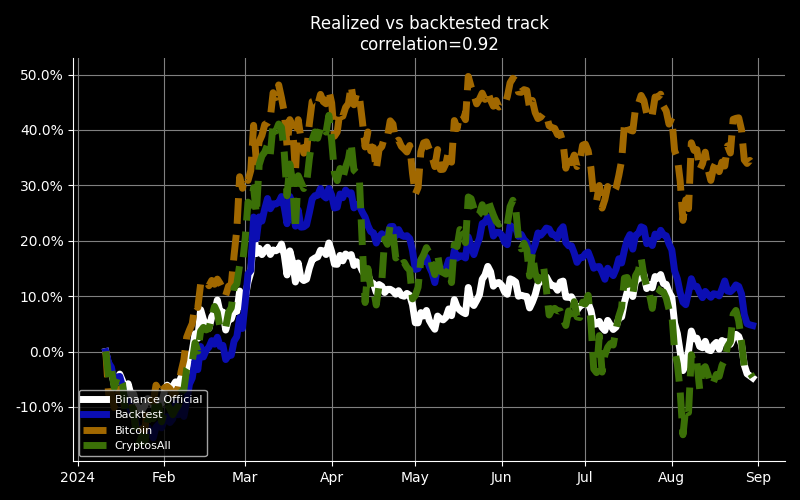 Realized vs backtested track
correlation=0.92
50.0%
40.0%
30.0%
20.0%
10.0%
0.0%
-10.0%
Binance Official
Backtest
Bitcoin
CryptosAll
2024 Feb Mar Apr May Jun Jul Aug Sep